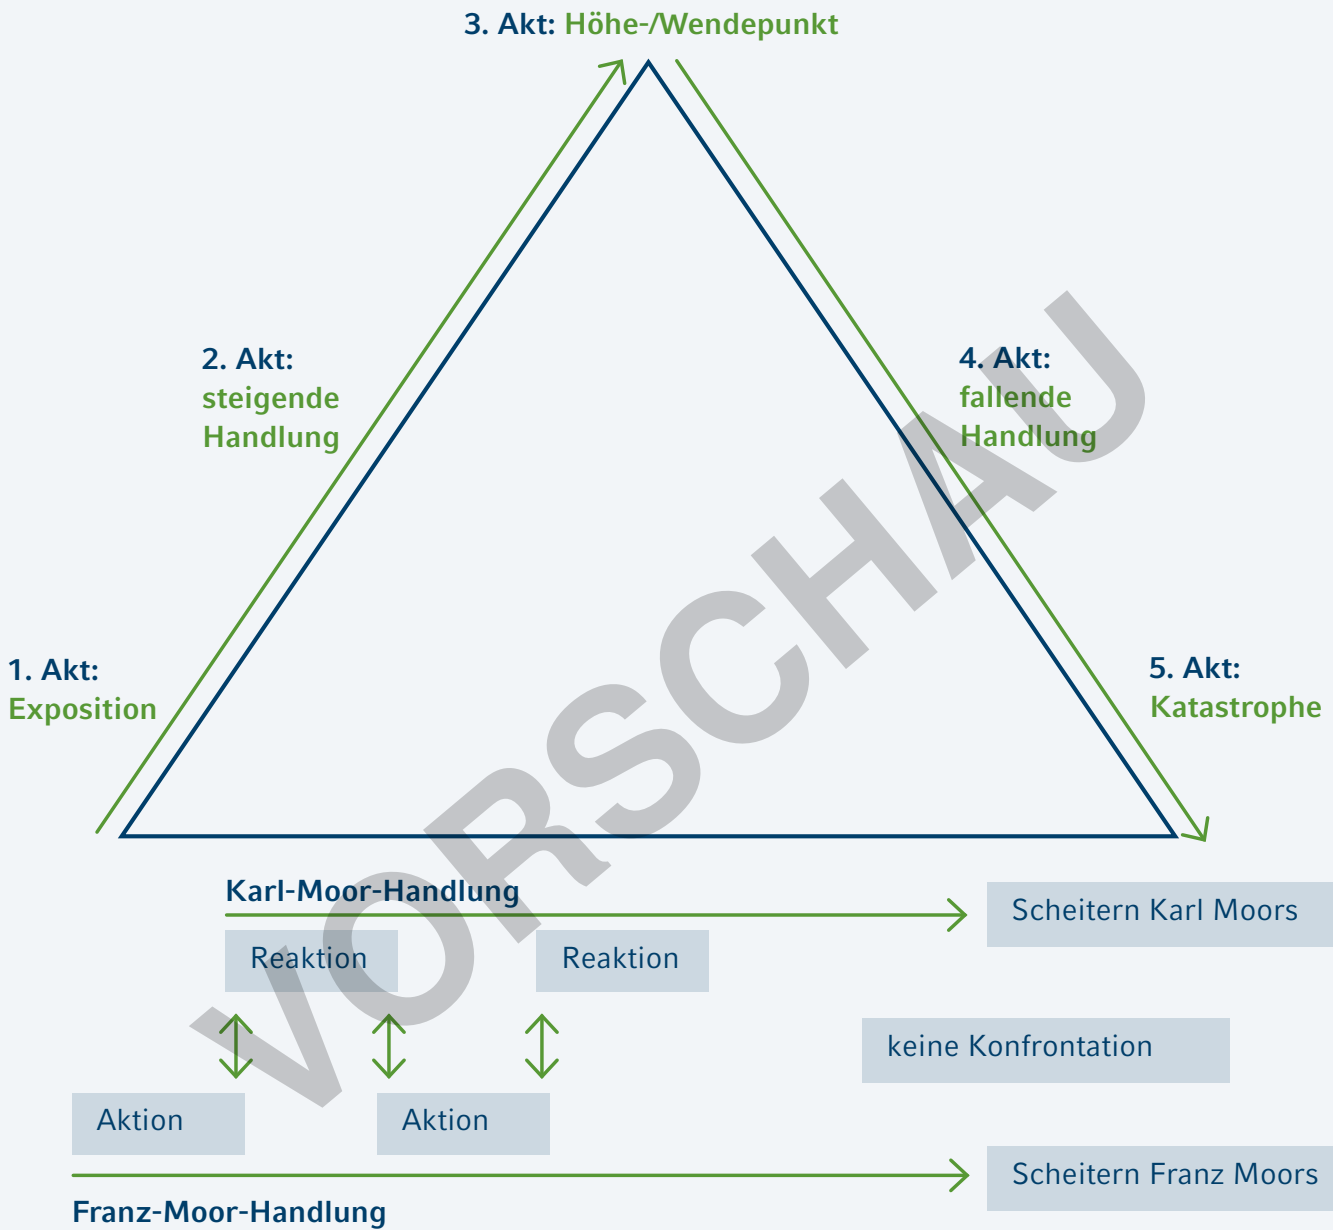 3. Akt: Höhe-/Wendepunkt
2. Akt:
steigende
Handlung
4. Akt:
fallende
Handlung
1. Akt:
Exposition
5. Akt:
Katastrophe
VORSCHAU
Karl-Moor-Handlung
Scheitern Karl Moors
Reaktion
Reaktion
keine Konfrontation
Aktion
Aktion
Scheitern Franz Moors
Franz-Moor-Handlung